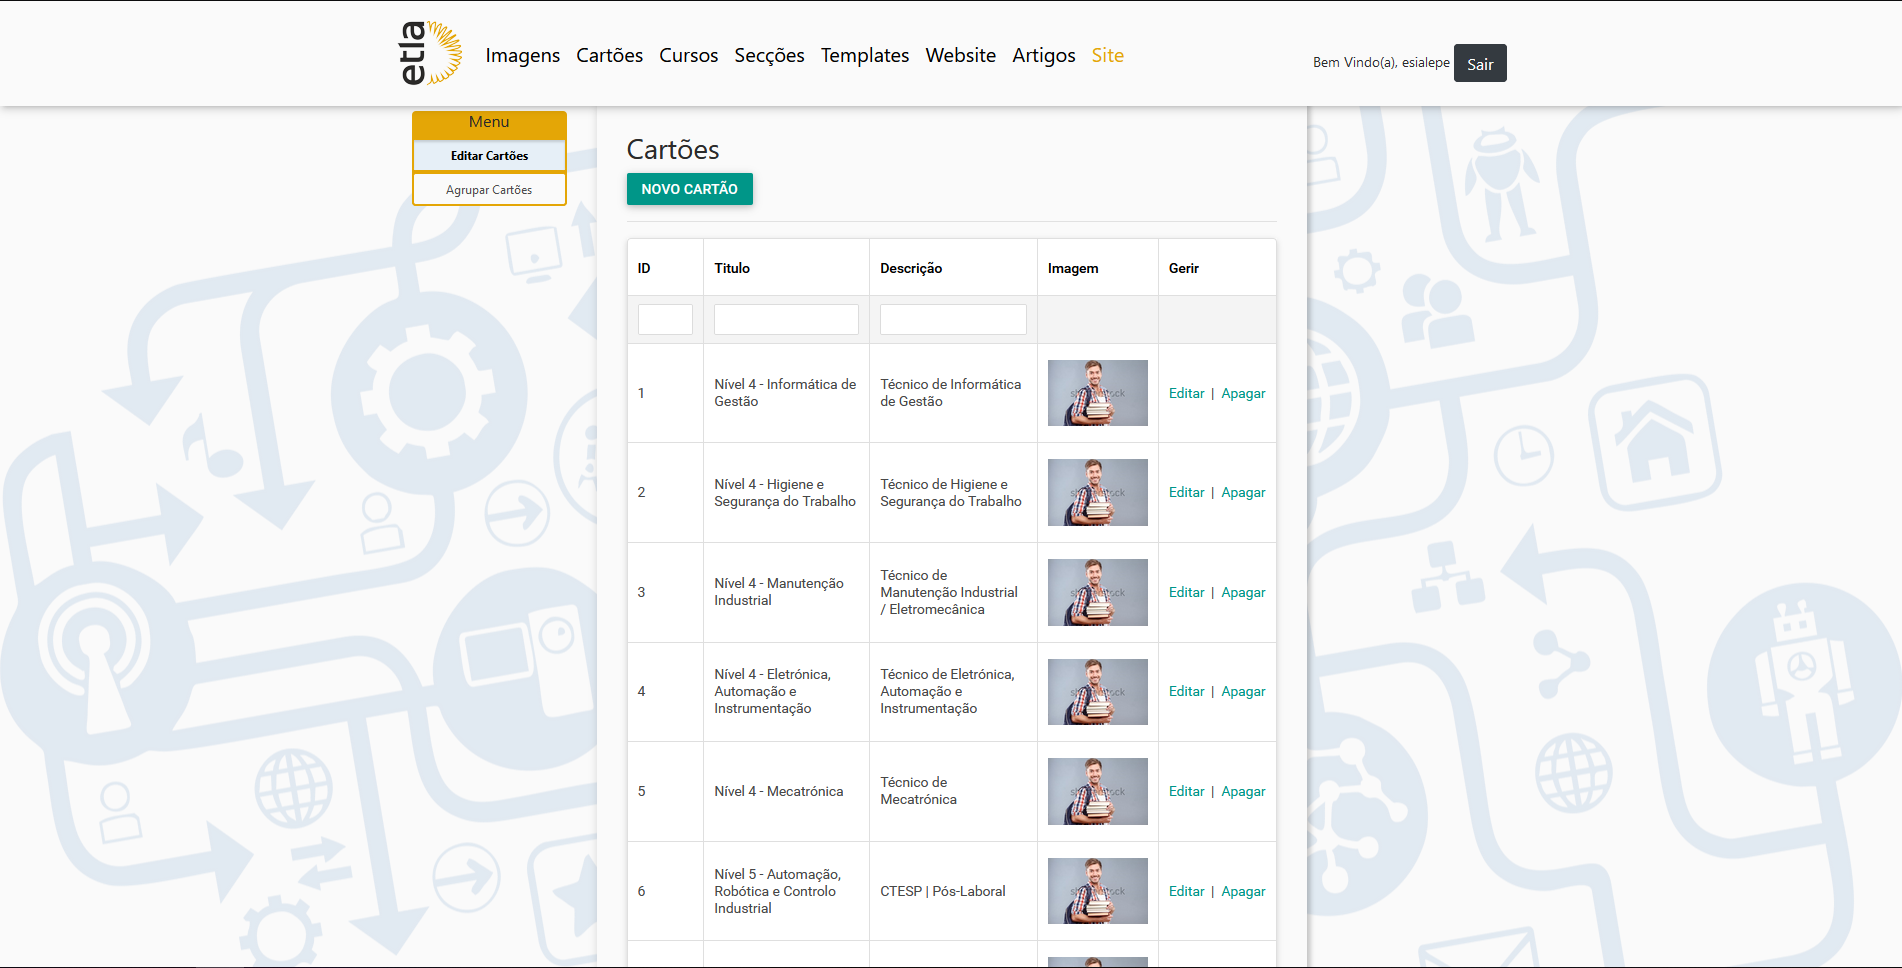 etla
Imagens Cartões Cursos Secções Templates Website Artigos Site
Bem Vindo(a), esialepe Sair
Menu
Editar Cartões
Agrupar Cartões
Cartões
NOVO CARTÃO
ID Titulo Descrição Imagem Gerir
1
Nível 4 - Informática de
Gestão
Técnico de Informática
de Gestão
Editar | Apagar
2
Nível 4 - Higiene e
Segurança do Trabalho
Técnico de Higiene e
Segurança do Trabalho
Editar | Apagar
3
Nível 4 - Manutenção
Industrial
Técnico de
Manutenção Industrial
/ Eletromecânica
Editar | Apagar
4
Nível 4 - Eletrónica,
Automação e
Instrumentação
Técnico de Eletrónica,
Automação e
Instrumentação
Editar | Apagar
5
Nível 4 - Mecatrónica
Técnico de
Mecatrónica
Editar | Apagar
6
Nível 5 - Automação,
Robótica e Controlo
Industrial
CTESP | Pós-Laboral
Editar | Apagar